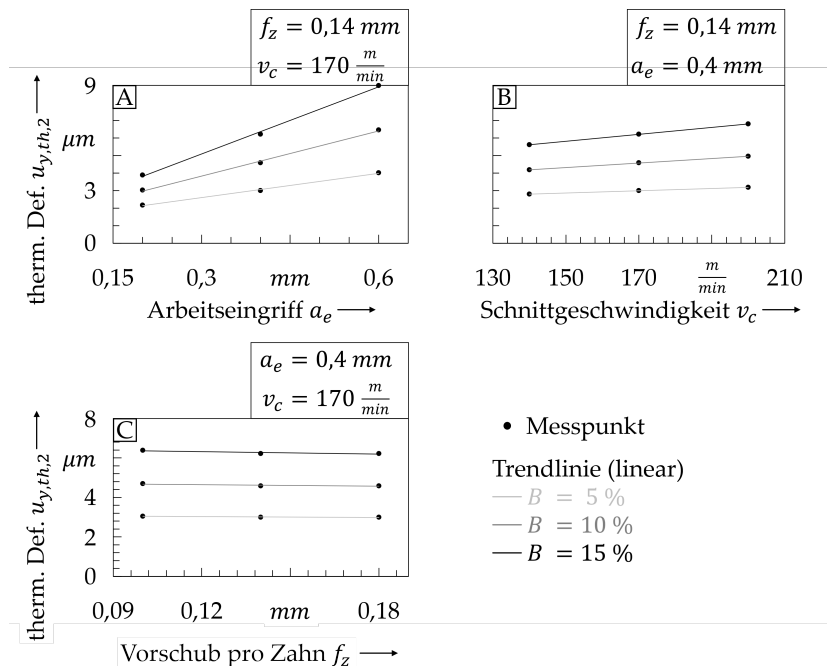 f_z = 0,14 mm
v_c = 170 m/min
A
9
μm
3
0
therm. Def. u_y,th,2
0,15 0,3 mm 0,6
Arbeitseingriff a_e
f_z = 0,14 mm
a_e = 0,4 mm
B
130 150 170 m/min 210
Schnittgeschwindigkeit v_c
a_e = 0,4 mm
v_c = 170 m/min
C
8
μm
4
2
0
therm. Def. u_y,th,2
0,09 0,12 mm 0,18
Vorschub pro Zahn f_z
Messpunkt
Trendlinie (linear)
B = 5 %
B = 10 %
B = 15 %